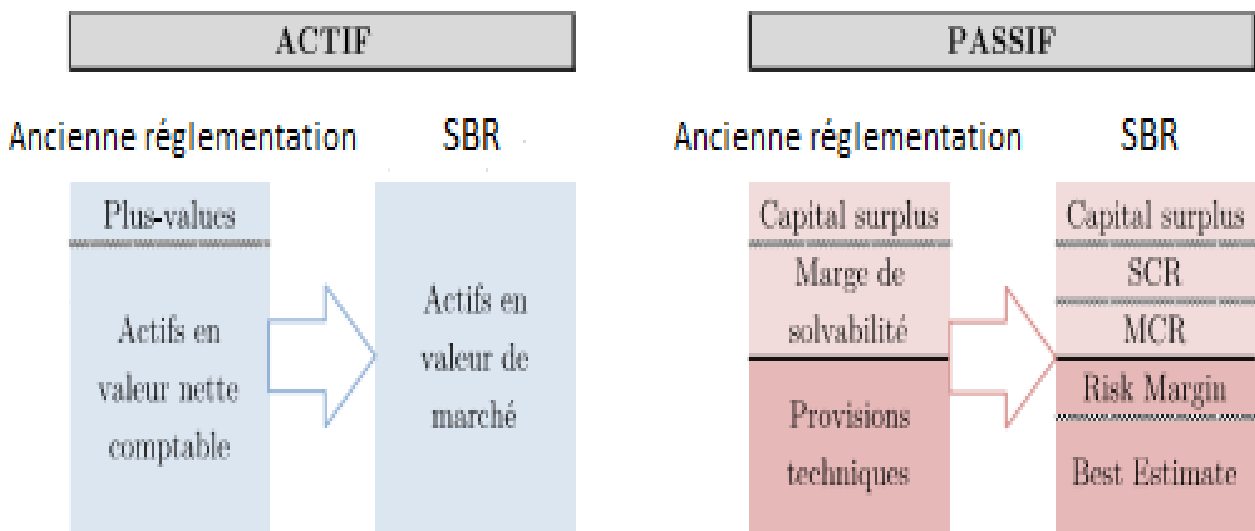 ACTIF
Ancienne réglementation
SBR
Plus-values
Actifs en
valeur nette
comptable
Actifs en
valeur de
marché
PASSIF
Ancienne réglementation
SBR
Capital surplus
Marge de
solvabilité
Provisions
techniques
Capital surplus
SCR
MCR
Risk Margin
Best Estimate